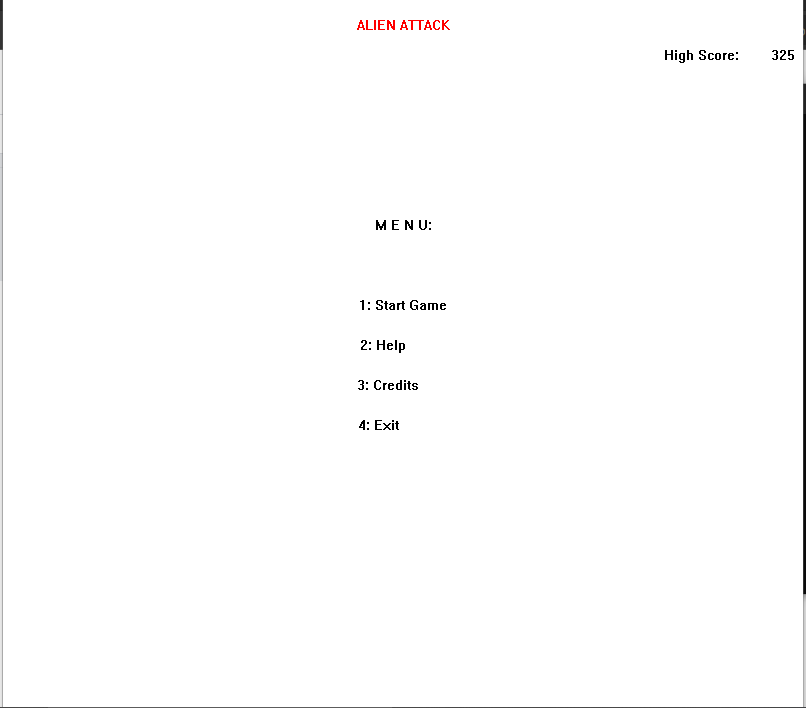 ALIEN ATTACK
High Score: 325
M E N U:
1: Start Game
2: Help
3: Credits
4: Exit